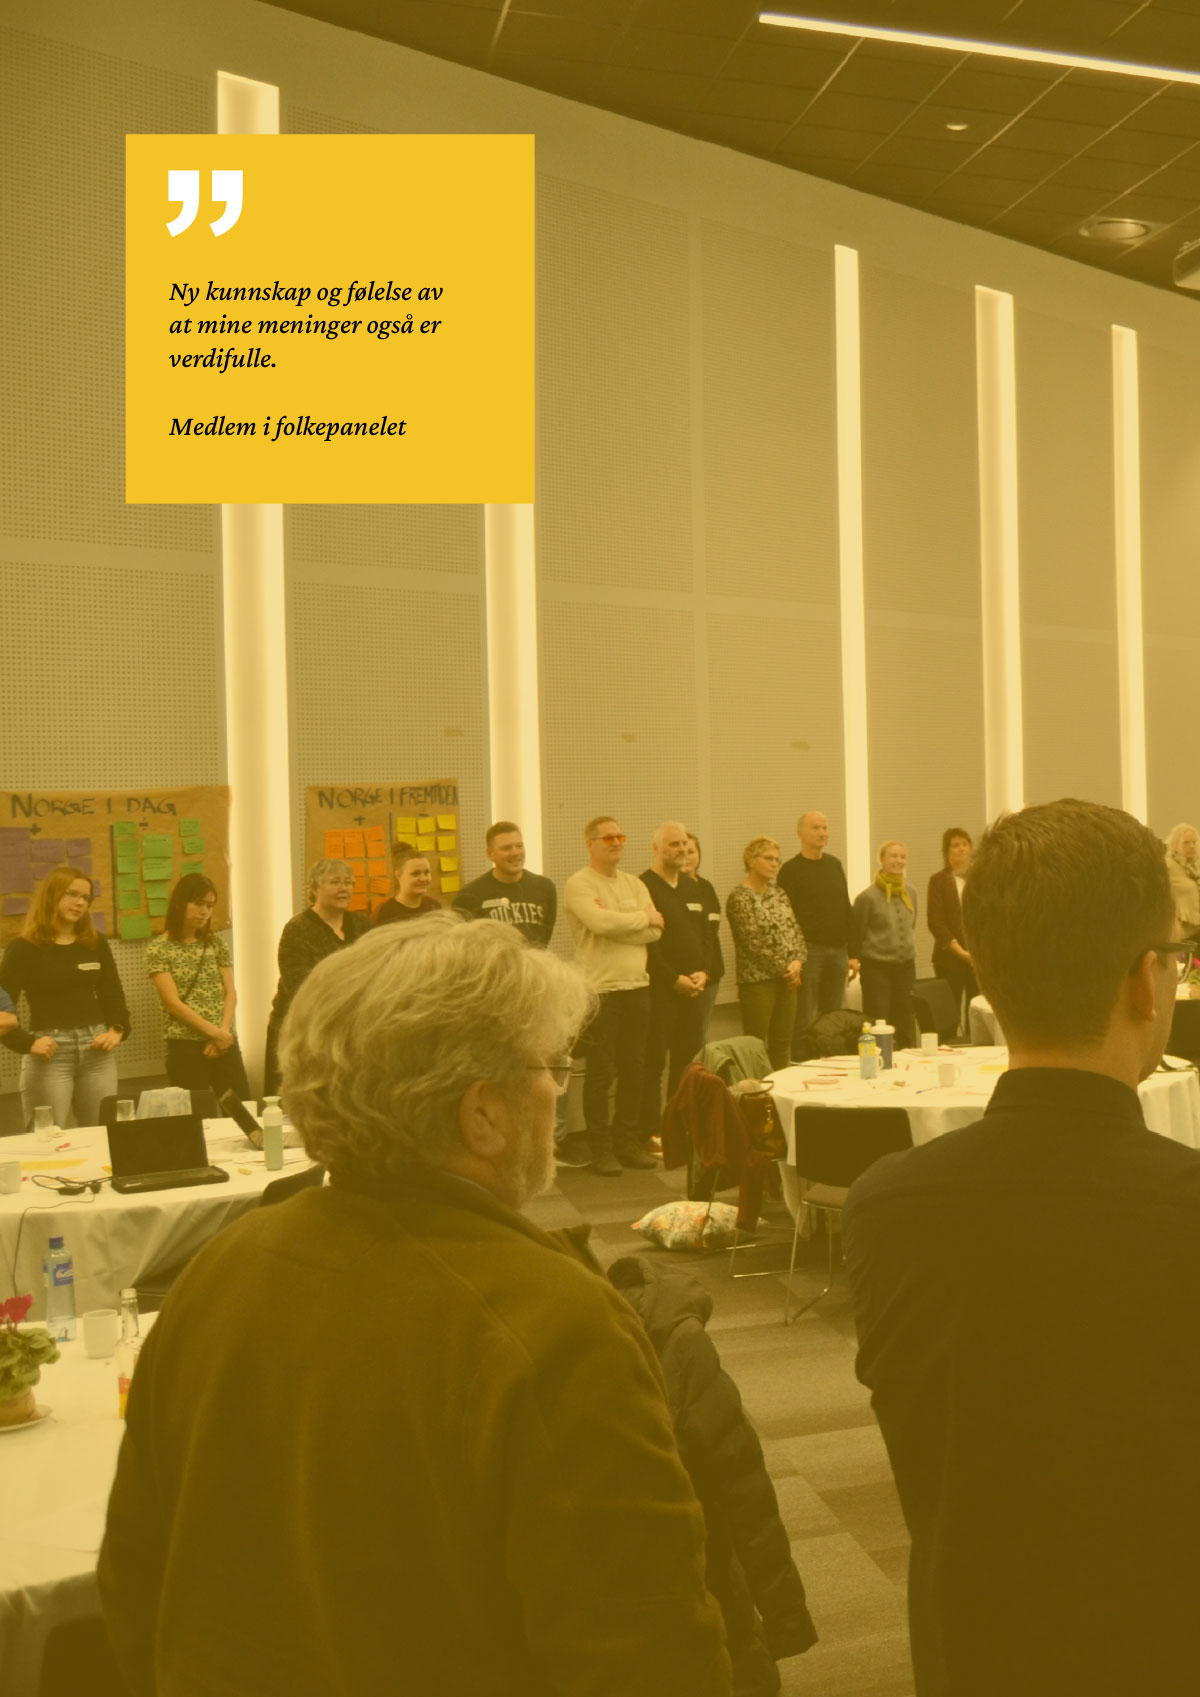 ”
Ny kunnskap og følelse av
at mine meninger også er
verdifulle.
Medlem i folkepanelet
NORGE I DAG
+ -
NORGE I FREMTIDEN
+ -
DICKIES